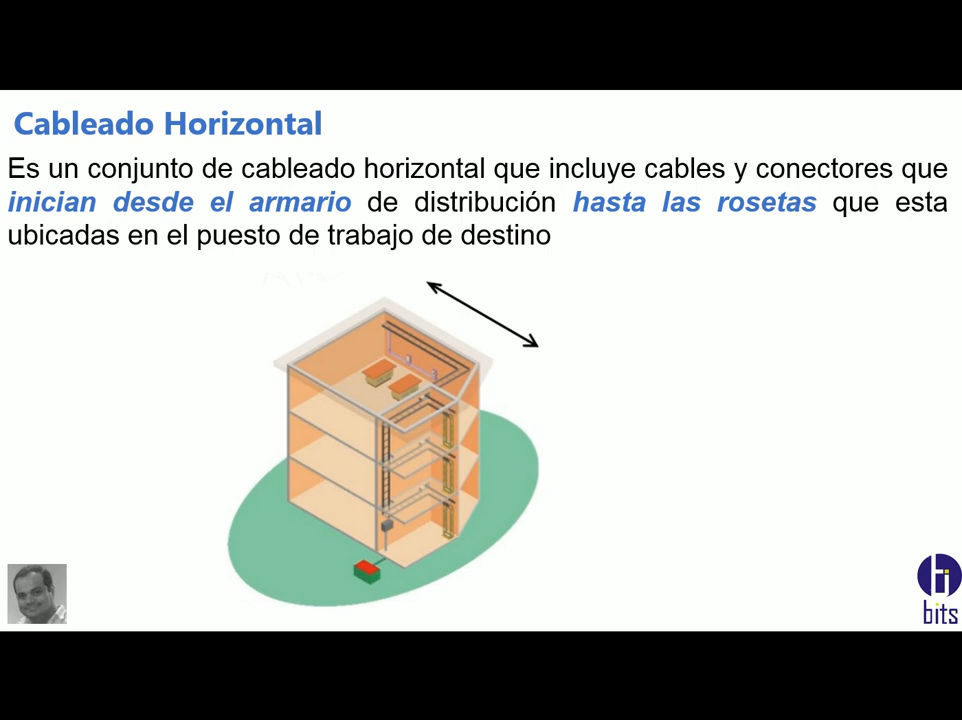 Cableado Horizontal
Es un conjunto de cableado horizontal que incluye cables y conectores que
inician desde el armario de distribución hasta las rosetas que esta
ubicadas en el puesto de trabajo de destino
bits